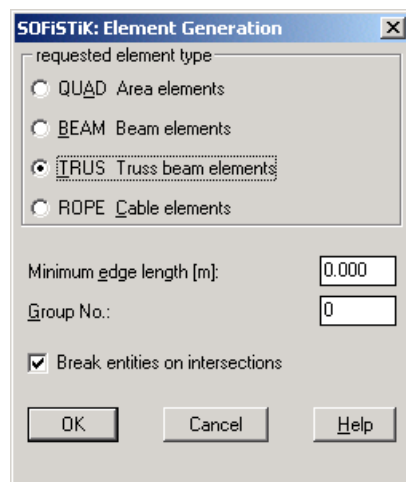 SOFiSTiK: Element Generation
requested element type
QUAD Area elements
BEAM Beam elements
TRUS Truss beam elements
ROPE Cable elements
Minimum edge length [m]: 0.000
Group No.: 0
Break entities on intersections
OK Cancel Help